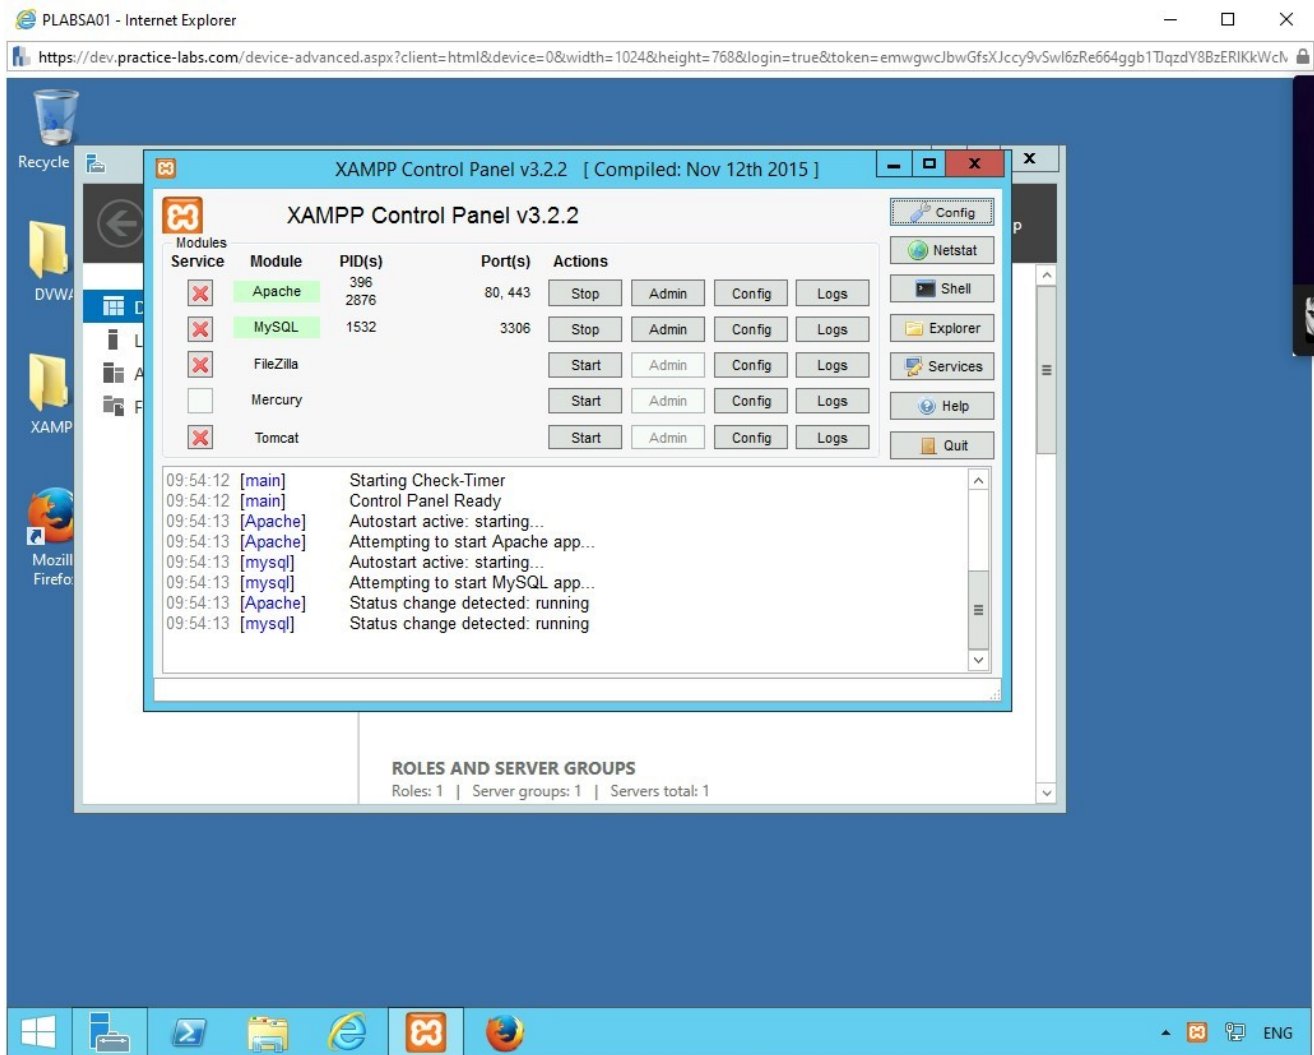 PLABSA01 - Internet Explorer
https://dev.practice-labs.com/device-advanced.aspx?client=html&device=0&width=1024&height=768&login=true&token=
Recycle
DVWA
XAMP
Mozill
Firefo
XAMPP Control Panel v3.2.2 [ Compiled: Nov 12th 2015 ]
XAMPP Control Panel v3.2.2
Modules
Service Module PID(s) Port(s) Actions
Apache 396 2876 80, 443 Stop Admin Config Logs
MySQL 1532 3306 Stop Admin Config Logs
FileZilla Start Admin Config Logs
Mercury Start Admin Config Logs
Tomcat Start Admin Config Logs
Config
Netstat
Shell
Explorer
Services
Help
Quit
09:54:12 [main] Starting Check-Timer
09:54:12 [main] Control Panel Ready
09:54:13 [Apache] Autostart active: starting...
09:54:13 [Apache] Attempting to start Apache app...
09:54:13 [mysql] Autostart active: starting...
09:54:13 [mysql] Attempting to start MySQL app...
09:54:13 [Apache] Status change detected: running
09:54:13 [mysql] Status change detected: running
ROLES AND SERVER GROUPS
Roles: 1 | Server groups: 1 | Servers total: 1
ENG